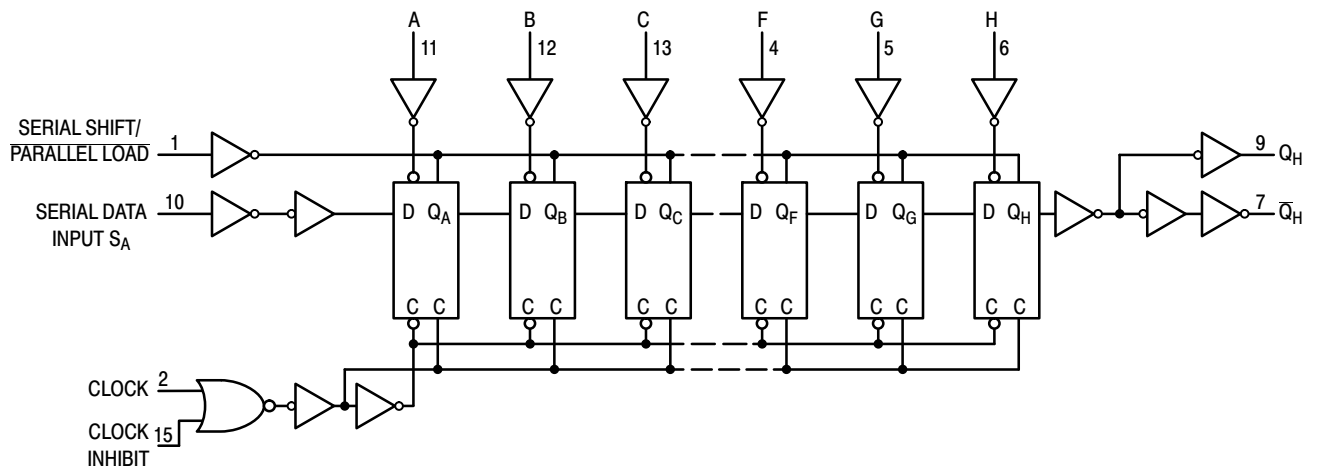 A B C F G H
11 12 13 4 5 6
SERIAL SHIFT/
PARALLEL LOAD 1
9 QH
SERIAL DATA
INPUT SA 10
D QA D QB D QC D QF D QG D QH
7 Q̅H
C C C C C C C C C C C C
CLOCK 2
CLOCK
INHIBIT 15